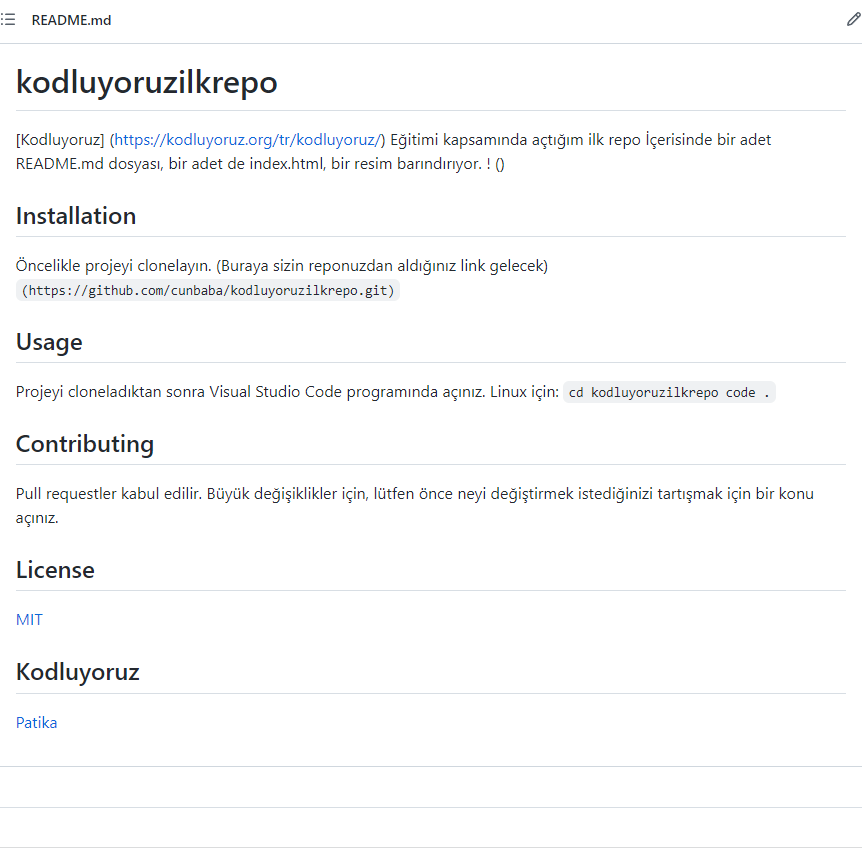 README.md
kodluyoruzilkrepo
[Kodluyoruz] (https://kodluyoruz.org/tr/kodluyoruz/) Eğitimi kapsamında açtığım ilk repo İçerisinde bir adet
README.md dosyası, bir adet de index.html, bir resim barındırıyor. ! ()
Installation
Öncelikle projeyi clonelayın. (Buraya sizin reponuzdan aldığınız link gelecek)
(https://github.com/cunbaba/kodluyoruzilkrepo.git)
Usage
Projeyi cloneladıktan sonra Visual Studio Code programında açınız. Linux için: cd kodluyoruzilkrepo code .
Contributing
Pull requestler kabul edilir. Büyük değişiklikler için, lütfen önce neyi değiştirmek istediğinizi tartışmak için bir konu
açınız.
License
MIT
Kodluyoruz
Patika